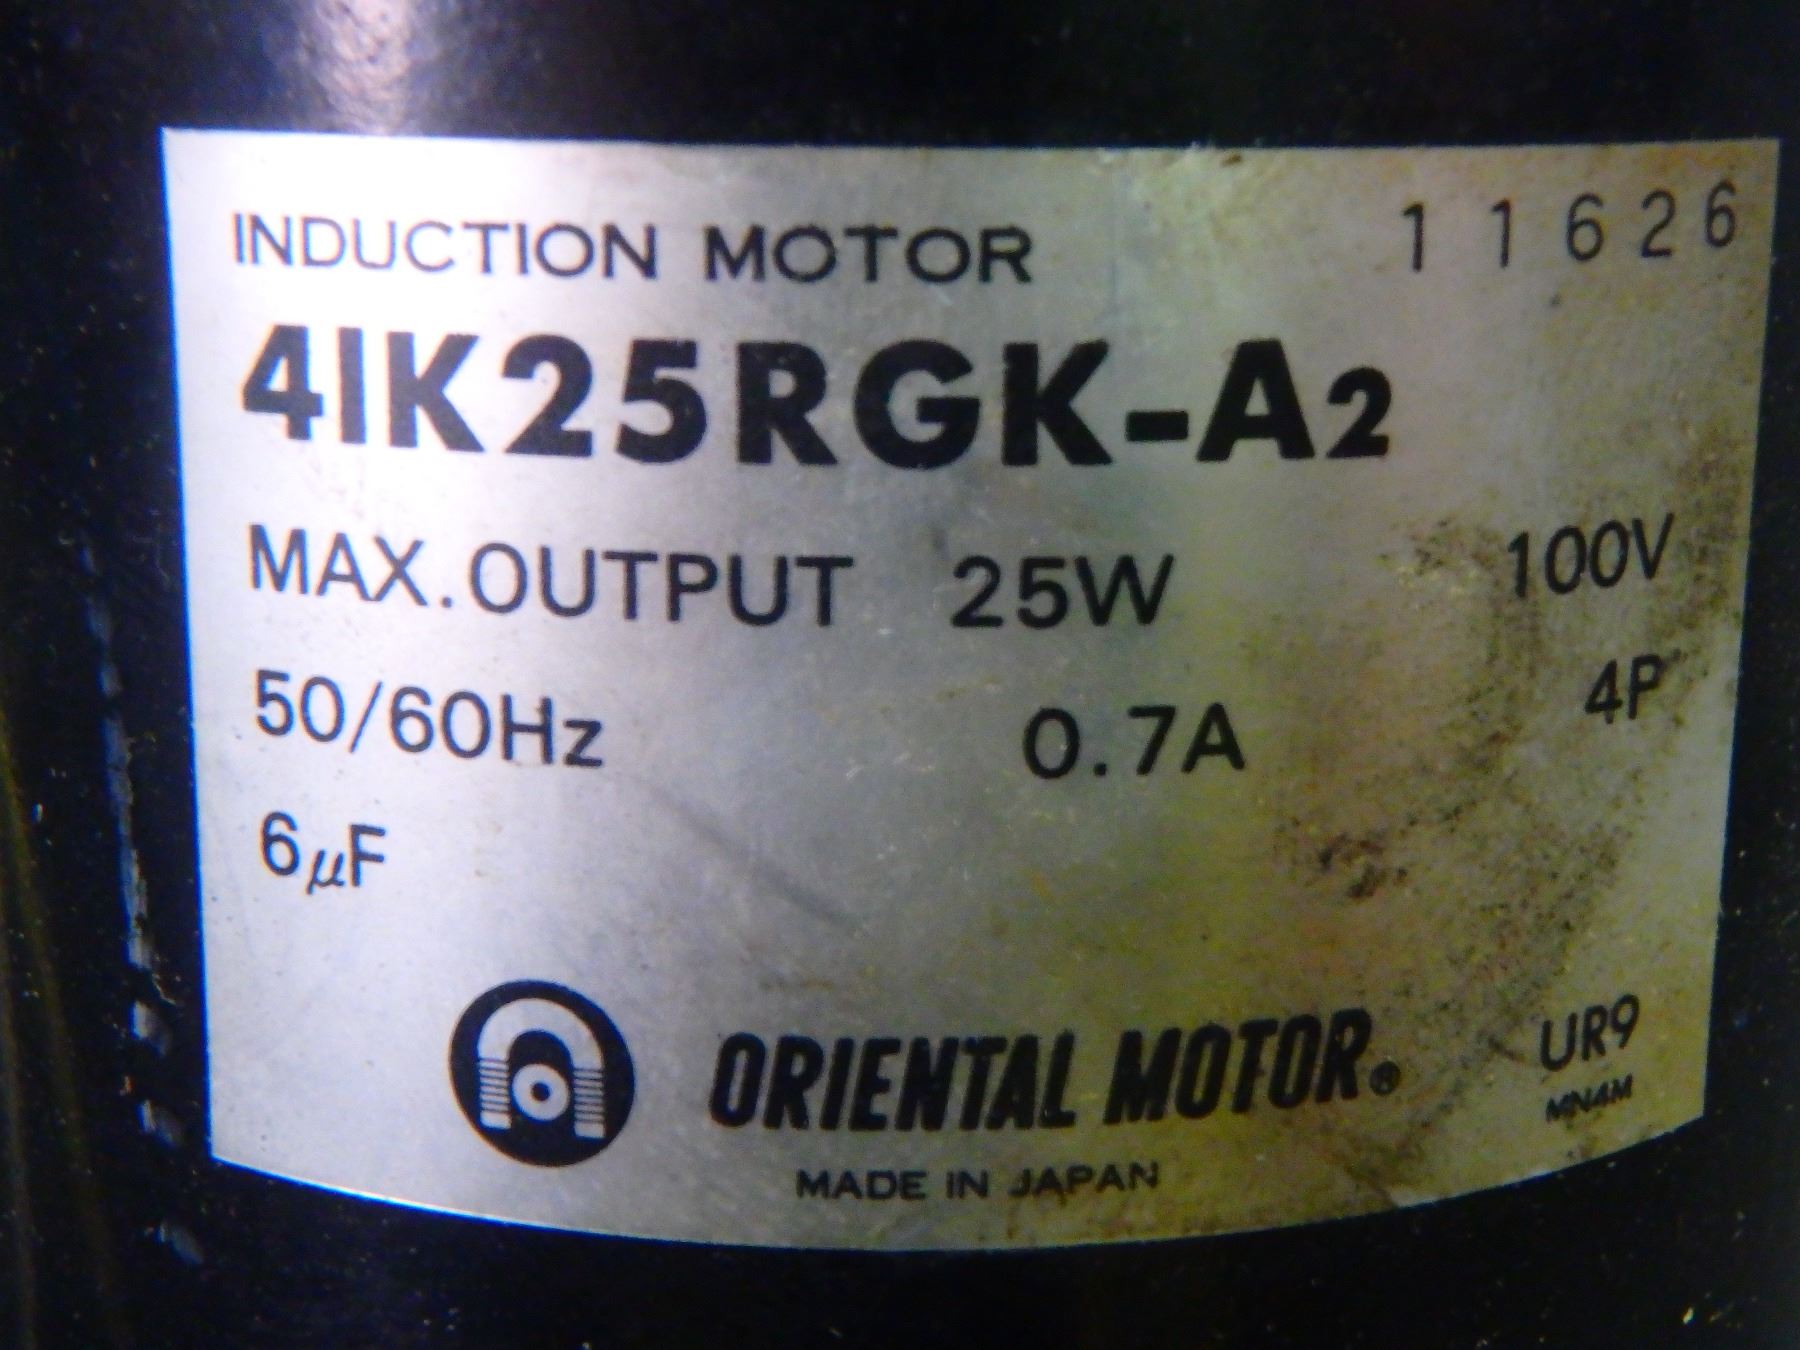 INDUCTION MOTOR 11626
4IK25RGK-A2
MAX. OUTPUT 25W 100V
50/60Hz 0.7A 4P
6µF
ORIENTAL MOTOR® UR9
MN4M
MADE IN JAPAN